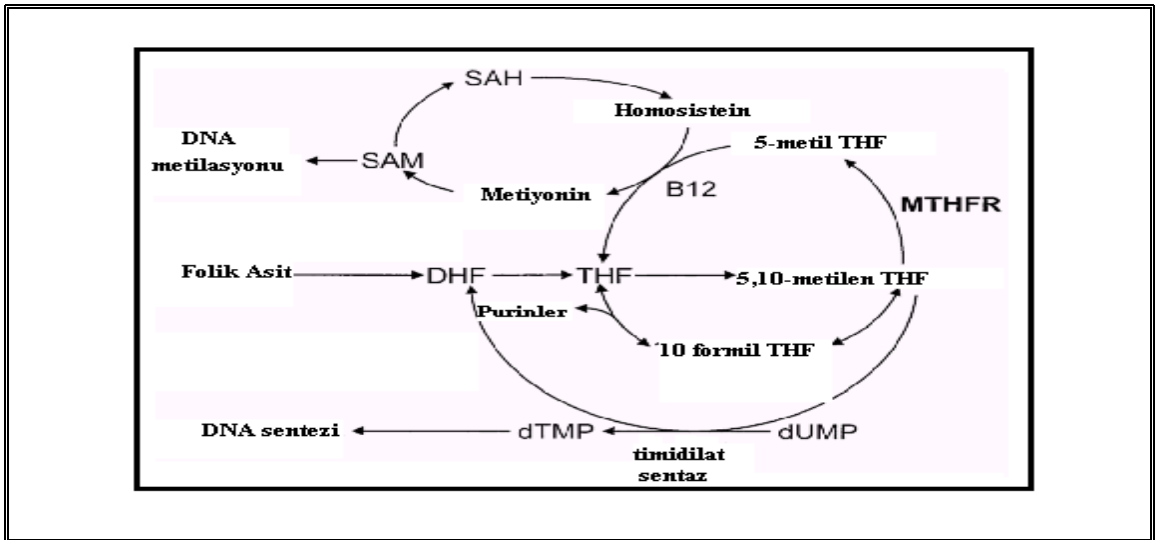 SAH
Homosistein
DNA
metilasyonu
SAM
5-metil THF
Metiyonin
B12
MTHFR
Folik Asit
DHF
THF
5,10-metilen THF
Purinler
10 formil THF
DNA sentezi
dTMP
dUMP
timidilat
sentaz